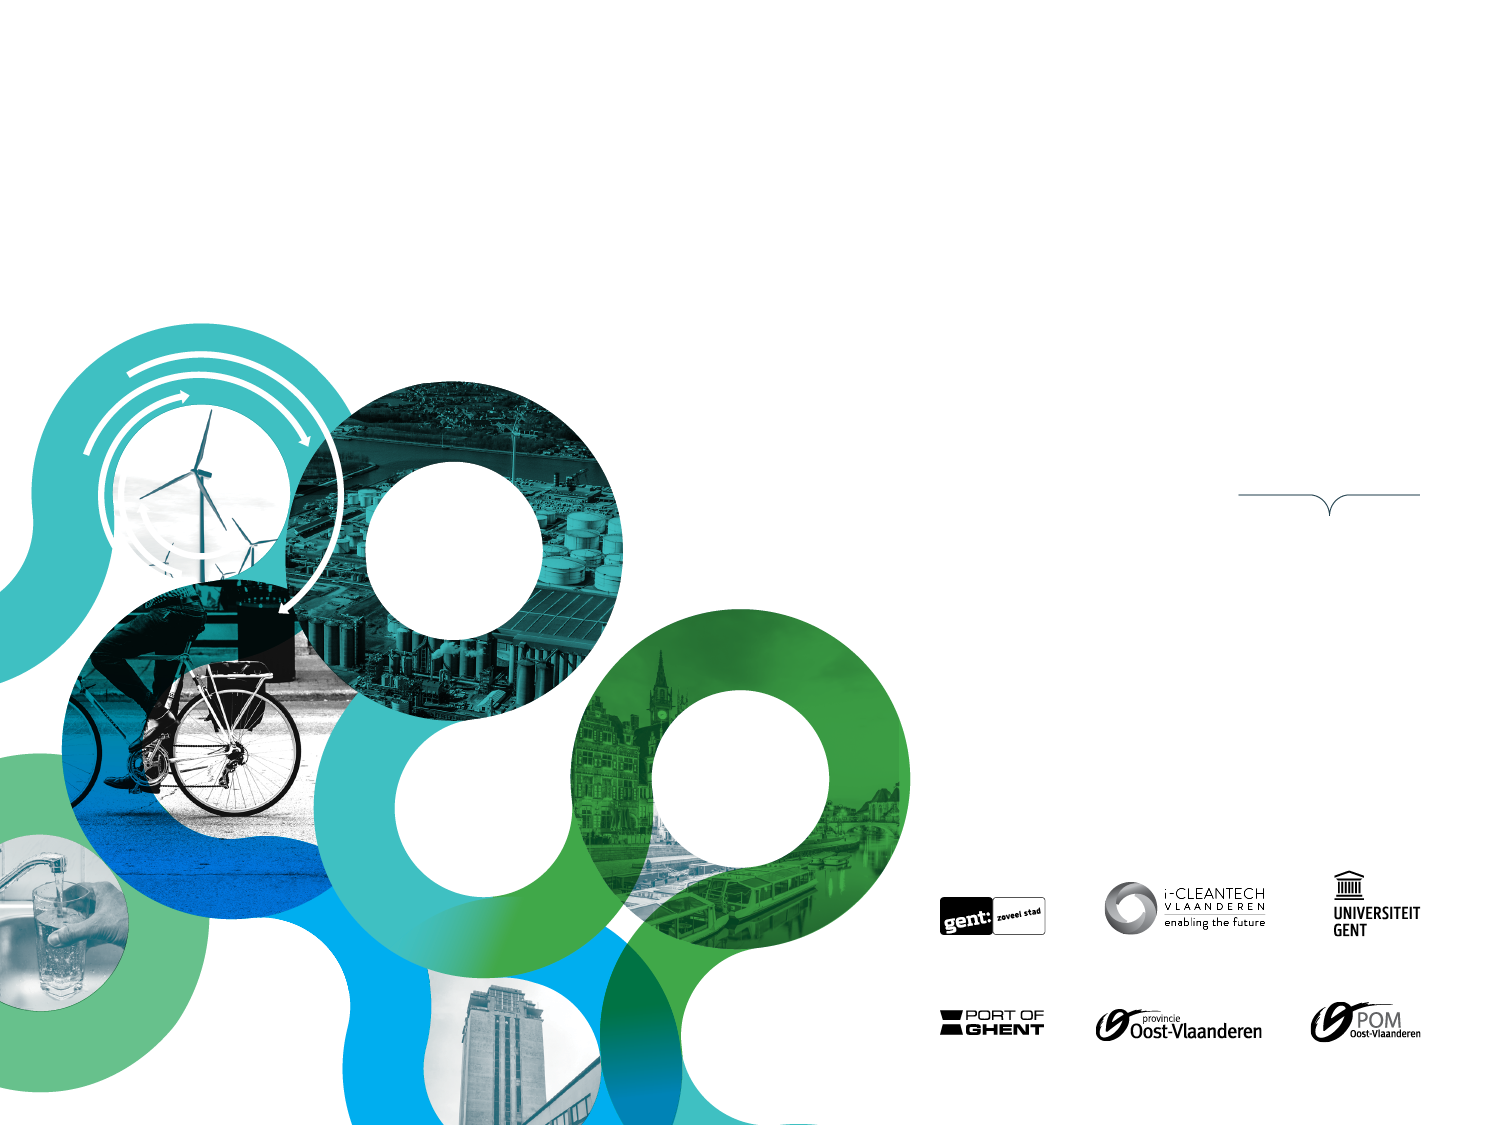 gent: zoveel stad
i-CLEANTECH
VLAANDEREN
enabling the future
UNIVERSITEIT
GENT
PORT OF
GHENT
provincie
Oost-Vlaanderen
POM
Oost-Vlaanderen